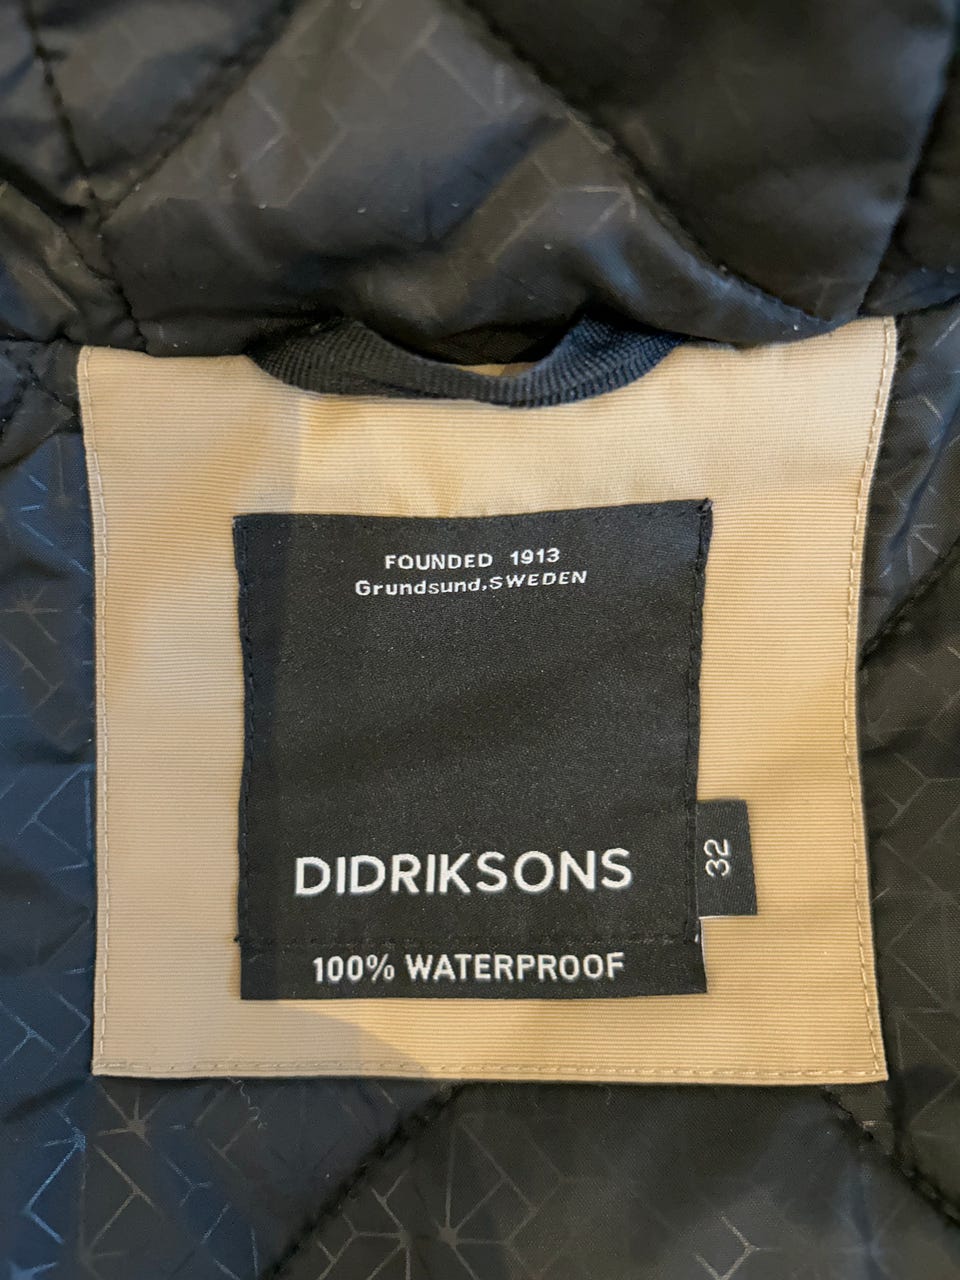 FOUNDED 1913
Grundsund,SWEDEN
DIDRIKSONS
32
100% WATERPROOF